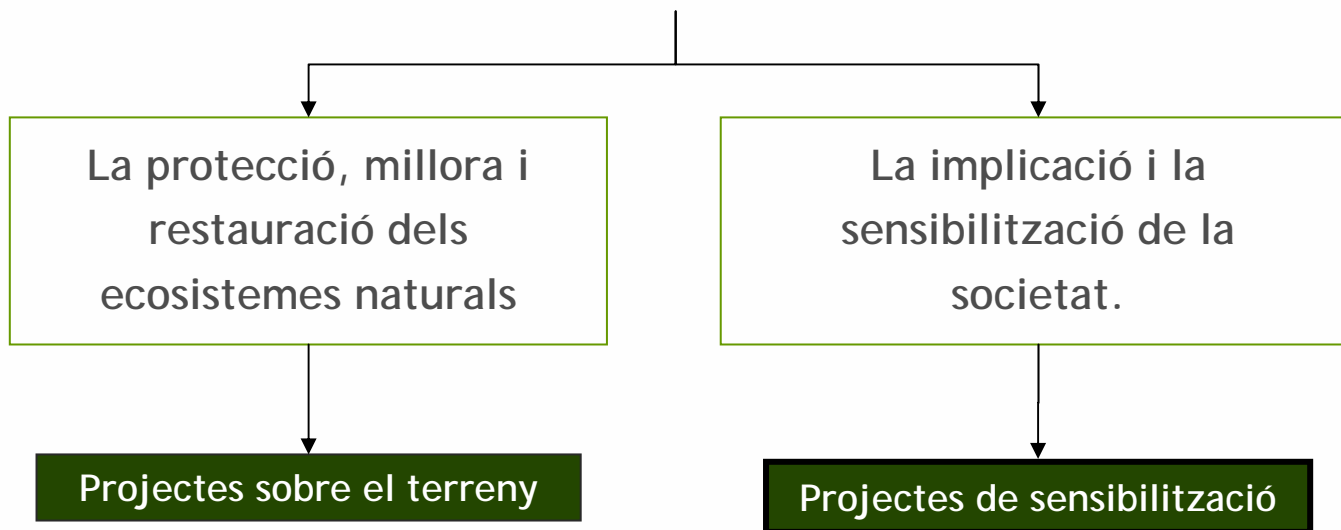 La protecció, millora i
restauració dels
ecosistemes naturals
La implicació i la
sensibilització de la
societat.
Projectes sobre el terreny
Projectes de sensibilització